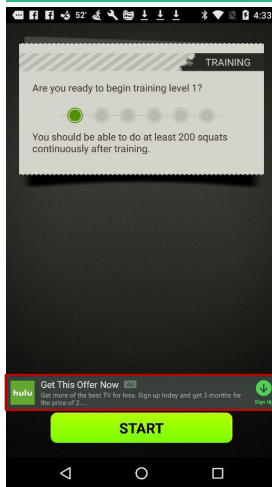 52°
4:33
TRAINING
Are you ready to begin training level 1?
You should be able to do at least 200 squats
continuously after training.
hulu
Get This Offer Now Ad
Get more of the best TV for less. Sign up today and get 3 months for
the price of 2....
Sign Up
START